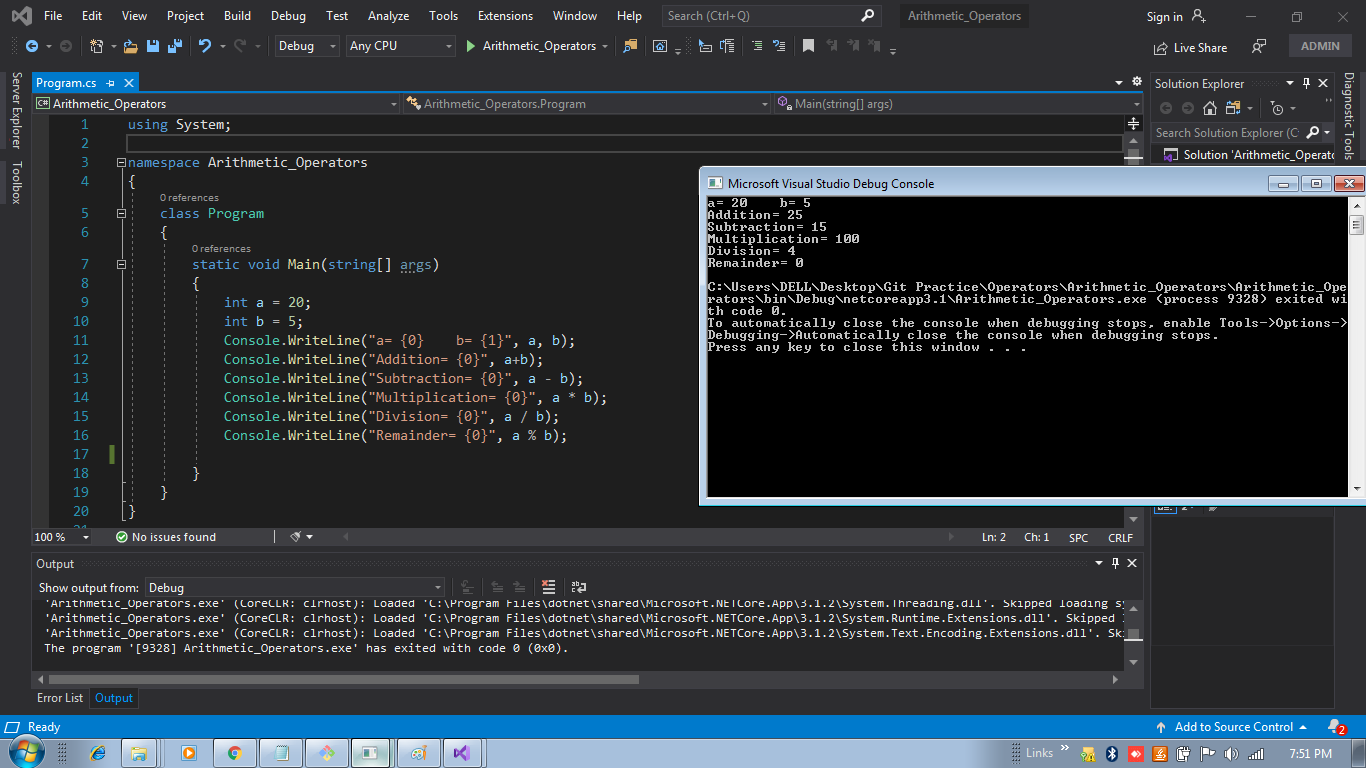 File Edit View Project Build Debug Test Analyze Tools Extensions Window Help Search (Ctrl+Q) Arithmetic_Operators Sign in
Debug Any CPU Arithmetic_Operators Live Share ADMIN
Server Explorer
Toolbox
Program.cs
Arithmetic_Operators Arithmetic_Operators.Program Main(string[] args)
1 using System;
2
3 namespace Arithmetic_Operators
4 {
0 references
5 class Program
6 {
0 references
7 static void Main(string[] args)
8 {
9 int a = 20;
10 int b = 5;
11 Console.WriteLine("a= {0}    b= {1}", a, b);
12 Console.WriteLine("Addition= {0}", a+b);
13 Console.WriteLine("Subtraction= {0}", a - b);
14 Console.WriteLine("Multiplication= {0}", a * b);
15 Console.WriteLine("Division= {0}", a / b);
16 Console.WriteLine("Remainder= {0}", a % b);
17
18 }
19 }
20 }
100 % No issues found Ln: 2 Ch: 1 SPC CRLF
Solution Explorer
Search Solution Explorer (C
Solution 'Arithmetic_Operato
Diagnostic Tools
Microsoft Visual Studio Debug Console
a= 20    b= 5
Addition= 25
Subtraction= 15
Multiplication= 100
Division= 4
Remainder= 0
C:\Users\DELL\Desktop\Git Practice\Operators\Arithmetic_Operators\Arithmetic_Ope
rators\bin\Debug\netcoreapp3.1\Arithmetic_Operators.exe (process 9328) exited wi
th code 0.
To automatically close the console when debugging stops, enable Tools->Options->
Debugging->Automatically close the console when debugging stops.
Press any key to close this window . . .
Output
Show output from: Debug
'Arithmetic_Operators.exe' (CoreCLR: clrhost): Loaded 'C:\Program Files\dotnet\shared\Microsoft.NETCore.App\3.1.2\System.Threading.dll'. Skipped loading sy
'Arithmetic_Operators.exe' (CoreCLR: clrhost): Loaded 'C:\Program Files\dotnet\shared\Microsoft.NETCore.App\3.1.2\System.Runtime.Extensions.dll'. Skipped
'Arithmetic_Operators.exe' (CoreCLR: clrhost): Loaded 'C:\Program Files\dotnet\shared\Microsoft.NETCore.App\3.1.2\System.Text.Encoding.Extensions.dll'. Sk
The program '[9328] Arithmetic_Operators.exe' has exited with code 0 (0x0).
Error List Output
Ready Add to Source Control 2
Links 7:51 PM